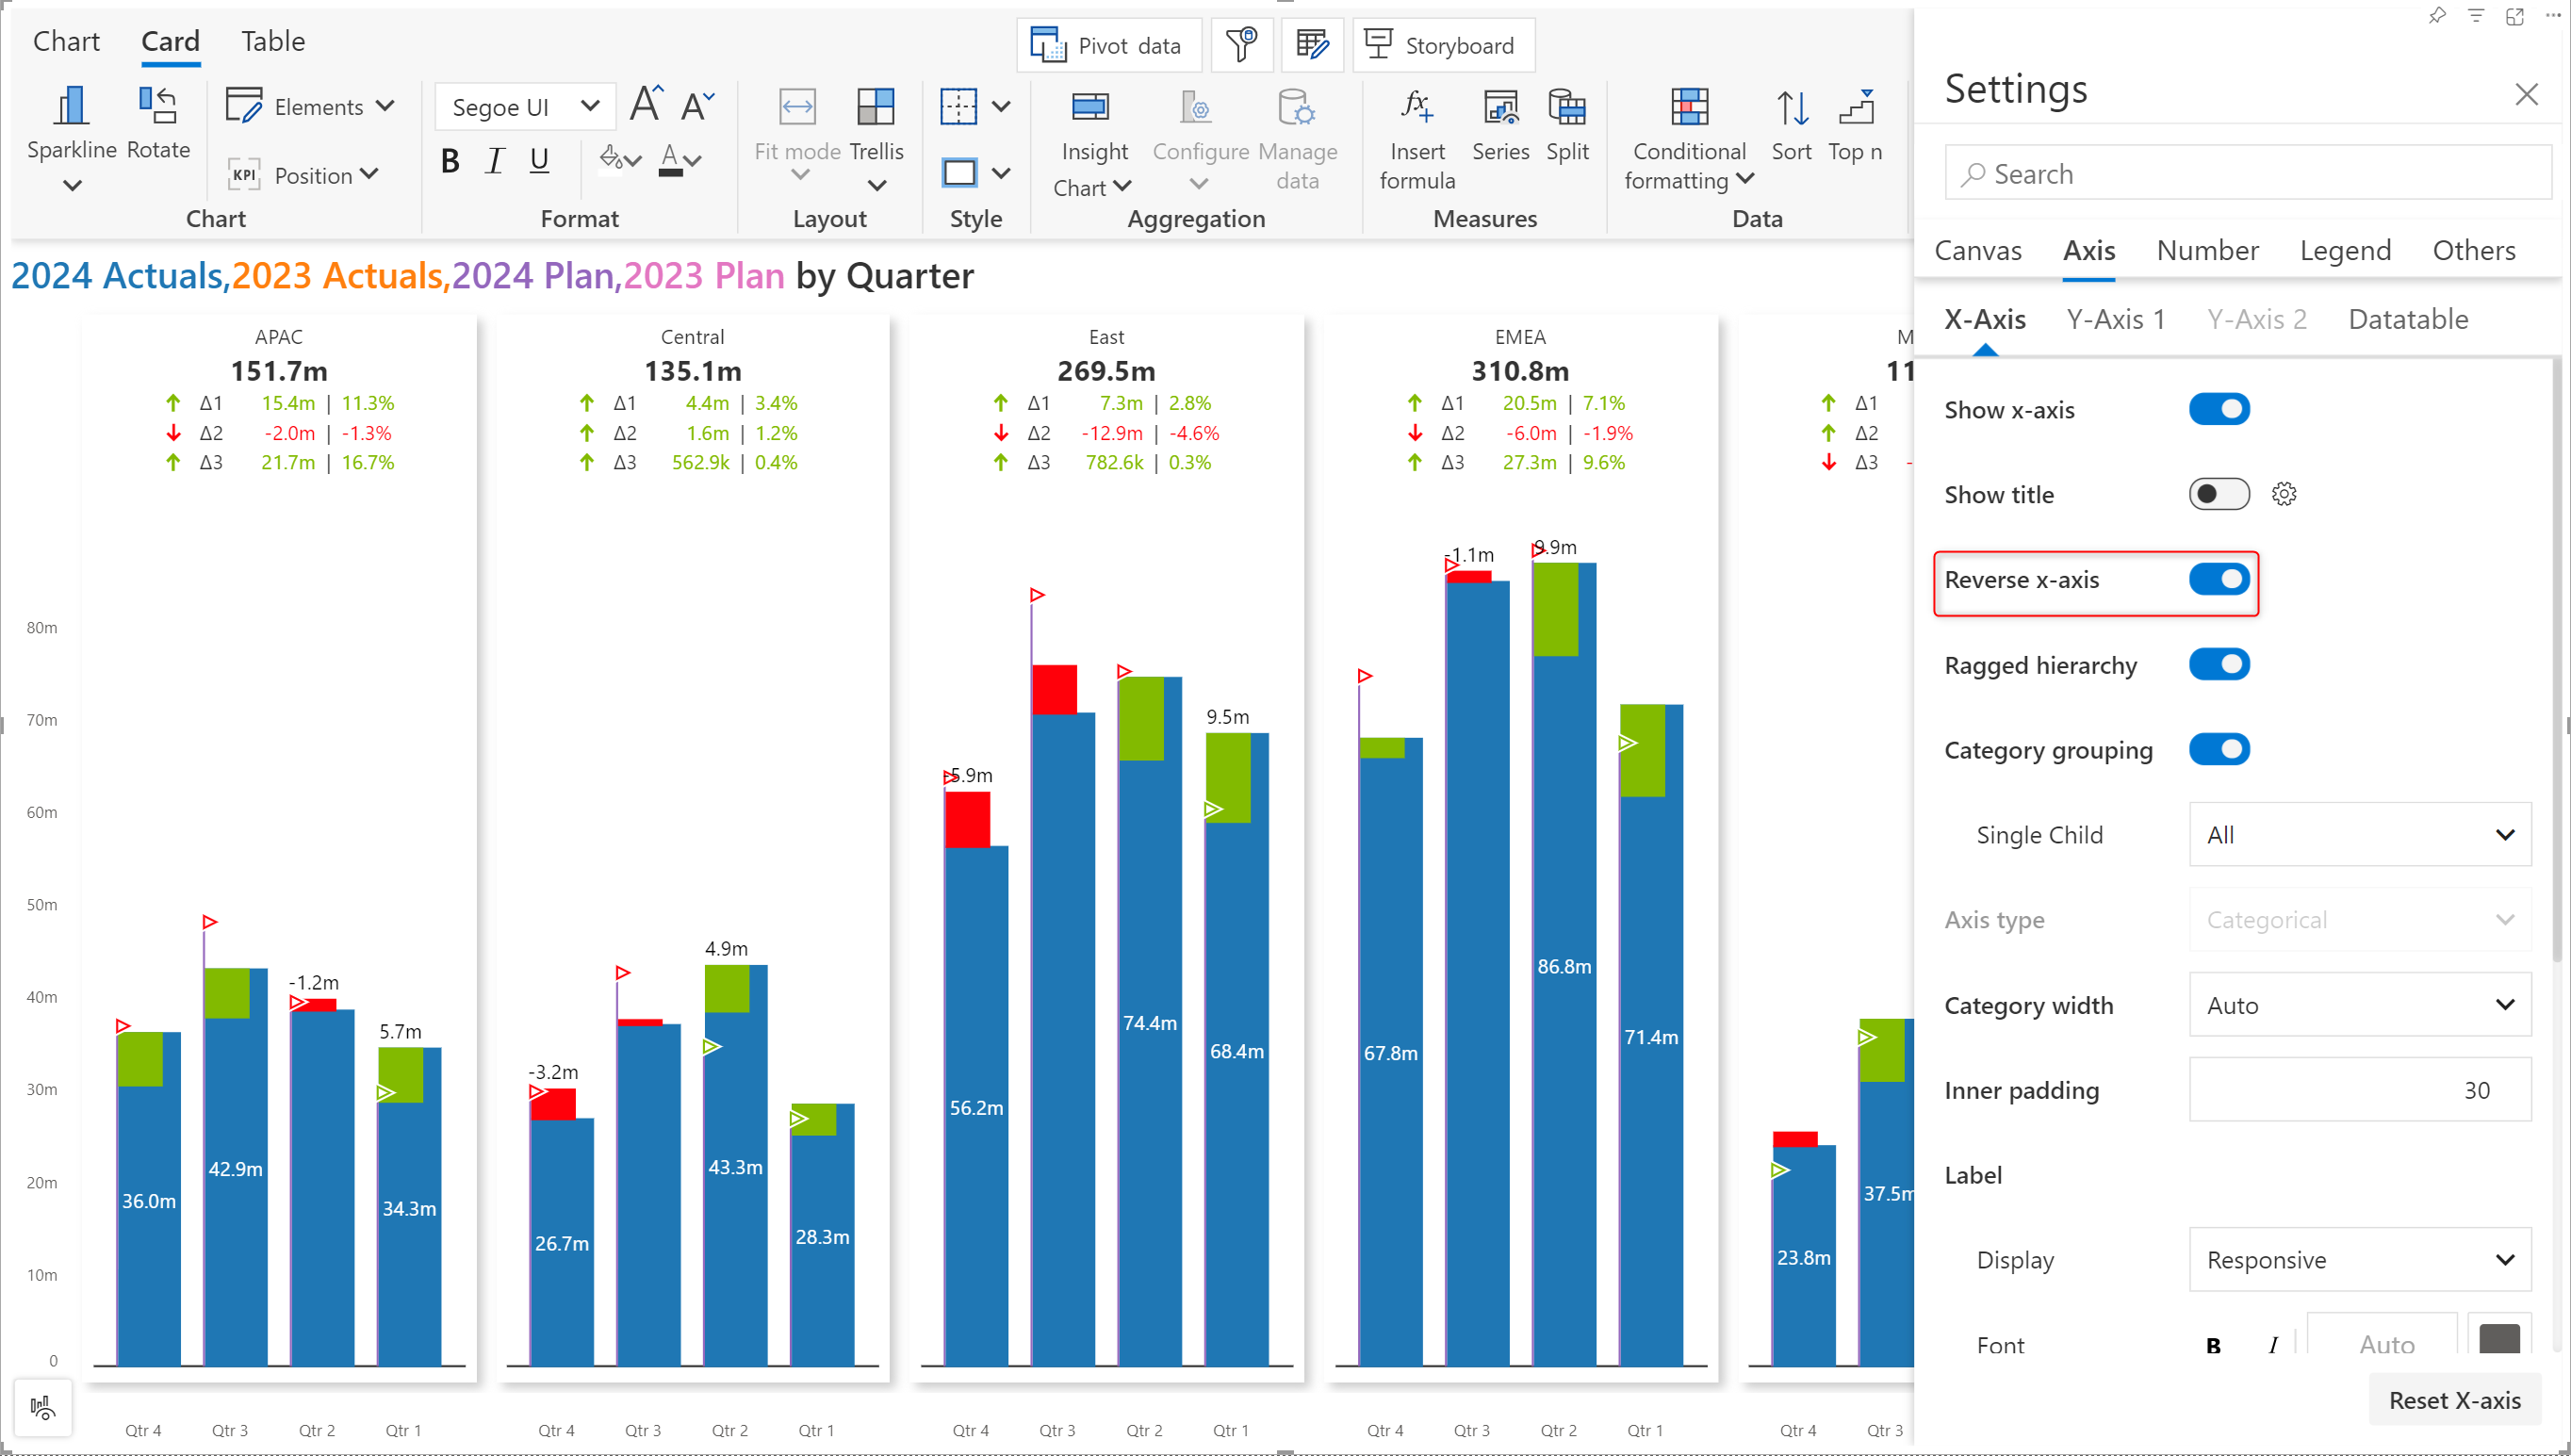 Chart Card Table
Pivot data
Storyboard
Sparkline
Rotate
Elements
KPI Position
Chart
Segoe UI
A A
B I U A
Format
Fit mode
Trellis
Layout
Style
Insight Chart
Configure
Manage data
Aggregation
fx
Insert formula
Series
Split
Measures
Conditional formatting
Sort
Top n
Data
2024 Actuals,2023 Actuals,2024 Plan,2023 Plan by Quarter
80m
70m
60m
50m
40m
30m
20m
10m
0
APAC
151.7m
Δ1 15.4m | 11.3%
Δ2 -2.0m | -1.3%
Δ3 21.7m | 16.7%
-1.2m
5.7m
36.0m
42.9m
34.3m
Qtr 4 Qtr 3 Qtr 2 Qtr 1
Central
135.1m
Δ1 4.4m | 3.4%
Δ2 1.6m | 1.2%
Δ3 562.9k | 0.4%
-3.2m
4.9m
26.7m
43.3m
28.3m
Qtr 4 Qtr 3 Qtr 2 Qtr 1
East
269.5m
Δ1 7.3m | 2.8%
Δ2 -12.9m | -4.6%
Δ3 782.6k | 0.3%
-5.9m
9.5m
56.2m
74.4m
68.4m
Qtr 4 Qtr 3 Qtr 2 Qtr 1
EMEA
310.8m
Δ1 20.5m | 7.1%
Δ2 -6.0m | -1.9%
Δ3 27.3m | 9.6%
-1.1m
9.9m
67.8m
86.8m
71.4m
Qtr 4 Qtr 3 Qtr 2 Qtr 1
M
11
Δ1
Δ2
Δ3 -
23.8m
37.5m
Qtr 4 Qtr 3
Settings
Search
Canvas Axis Number Legend Others
X-Axis Y-Axis 1 Y-Axis 2 Datatable
Show x-axis
Show title
Reverse x-axis
Ragged hierarchy
Category grouping
Single Child All
Axis type Categorical
Category width Auto
Inner padding 30
Label
Display Responsive
Font B I Auto
Reset X-axis